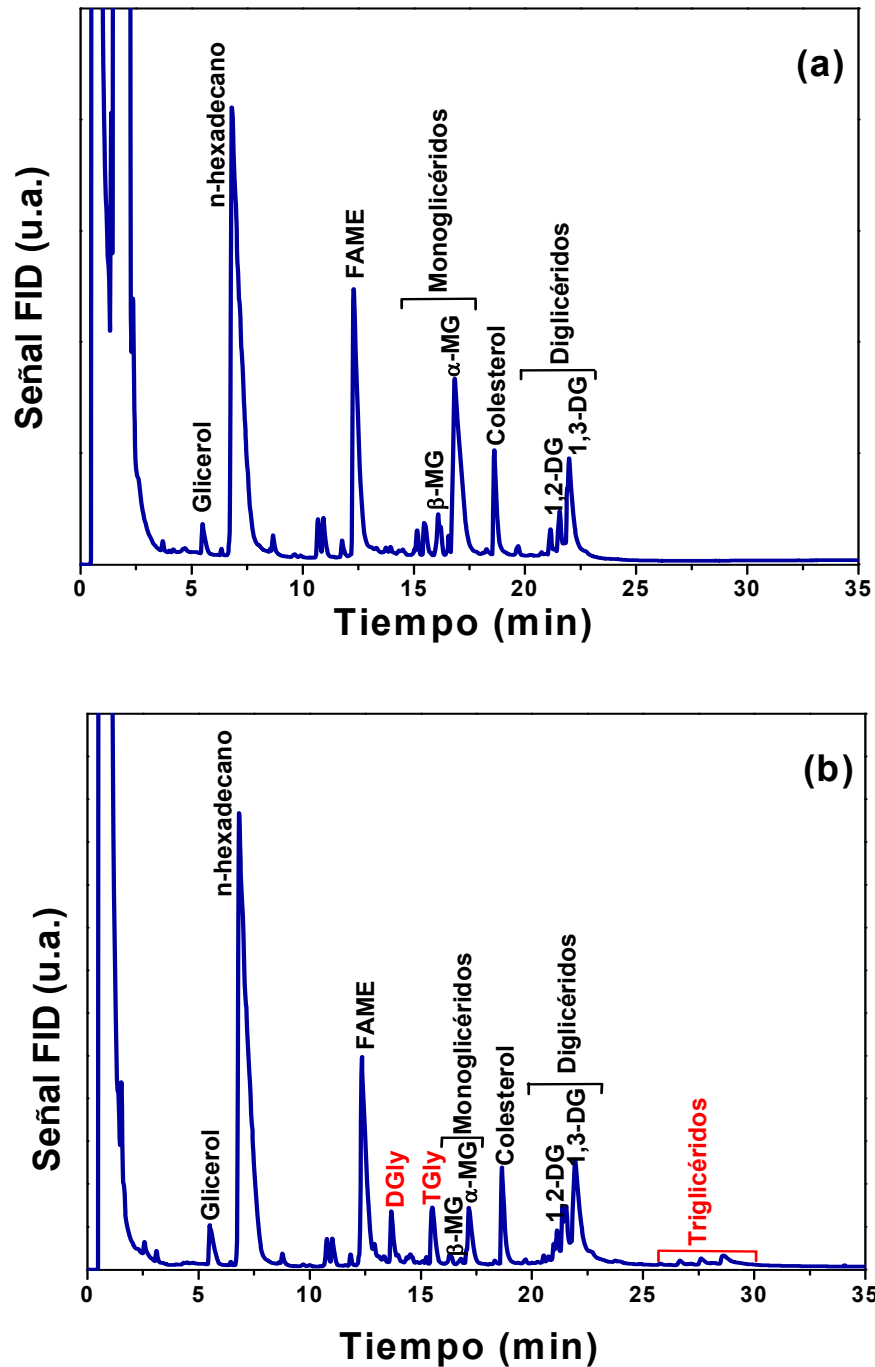 (a)
Señal FID (u.a.)
Glicerol
n-hexadecano
FAME
Monoglicéridos
β-MG
α-MG
Colesterol
Diglicéridos
1,2-DG
1,3-DG
0 5 10 15 20 25 30 35
Tiempo (min)
(b)
Señal FID (u.a.)
Glicerol
n-hexadecano
FAME
DGly
TGly
Monoglicéridos
β-MG
α-MG
Colesterol
Diglicéridos
1,2-DG
1,3-DG
Triglicéridos
0 5 10 15 20 25 30 35
Tiempo (min)